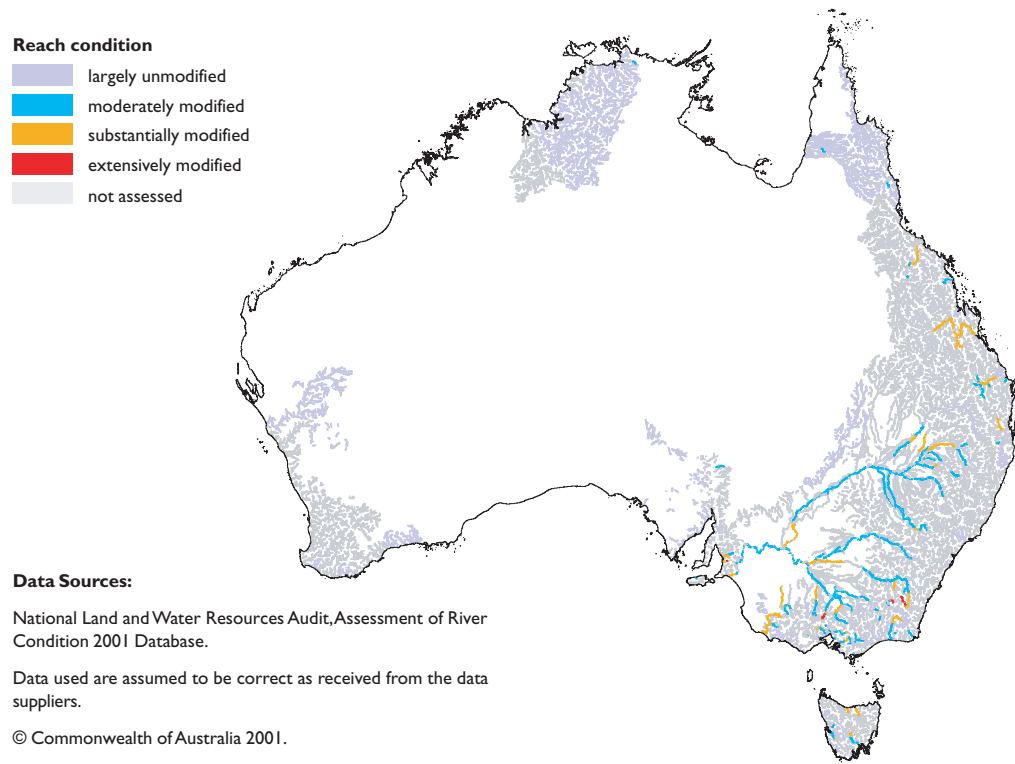 Reach condition
largely unmodified
moderately modified
substantially modified
extensively modified
not assessed
Data Sources:
National Land and Water Resources Audit, Assessment of River
Condition 2001 Database.
Data used are assumed to be correct as received from the data
suppliers.
© Commonwealth of Australia 2001.